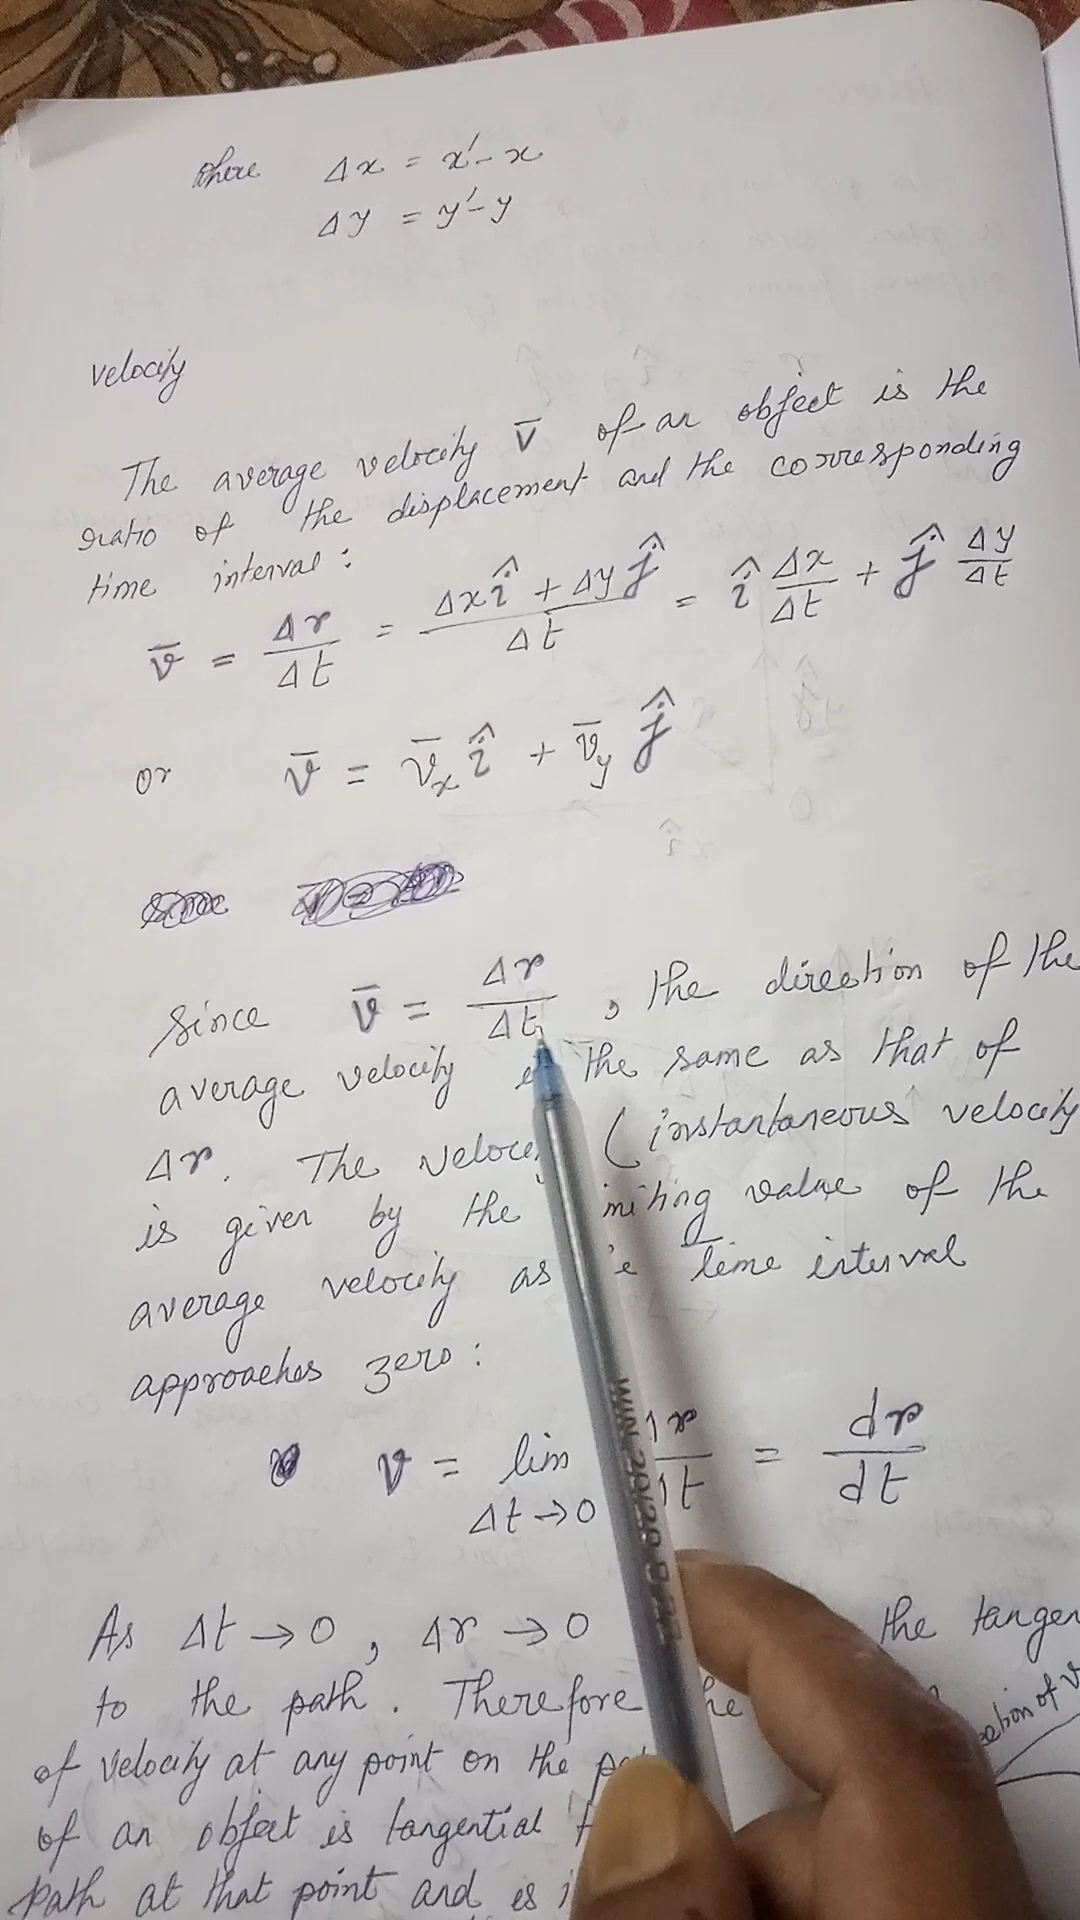 where Δx = x′ - x
Δy = y′ - y
velocity
The average velocity v̅ of an object is the
ratio of the displacement and the corresponding
time interval :
v̅ = Δr/Δt = (Δx î + Δy ĵ)/Δt = î Δx/Δt + ĵ Δy/Δt
or v̅ = v̅x î + v̅y ĵ
Since v̅ = Δr/Δt , the direction of the
average velocity the same as that of
Δr. The ( instantaneous velocity
is given by the value of the
average velocity as time interval
approaches zero :
v = lim Δt→0 = dr/dt
As Δt → 0 , Δr → 0 the
to the path. Therefore
of velocity at any point on the
of an object is tangential
path at that point and is
of v
WIN